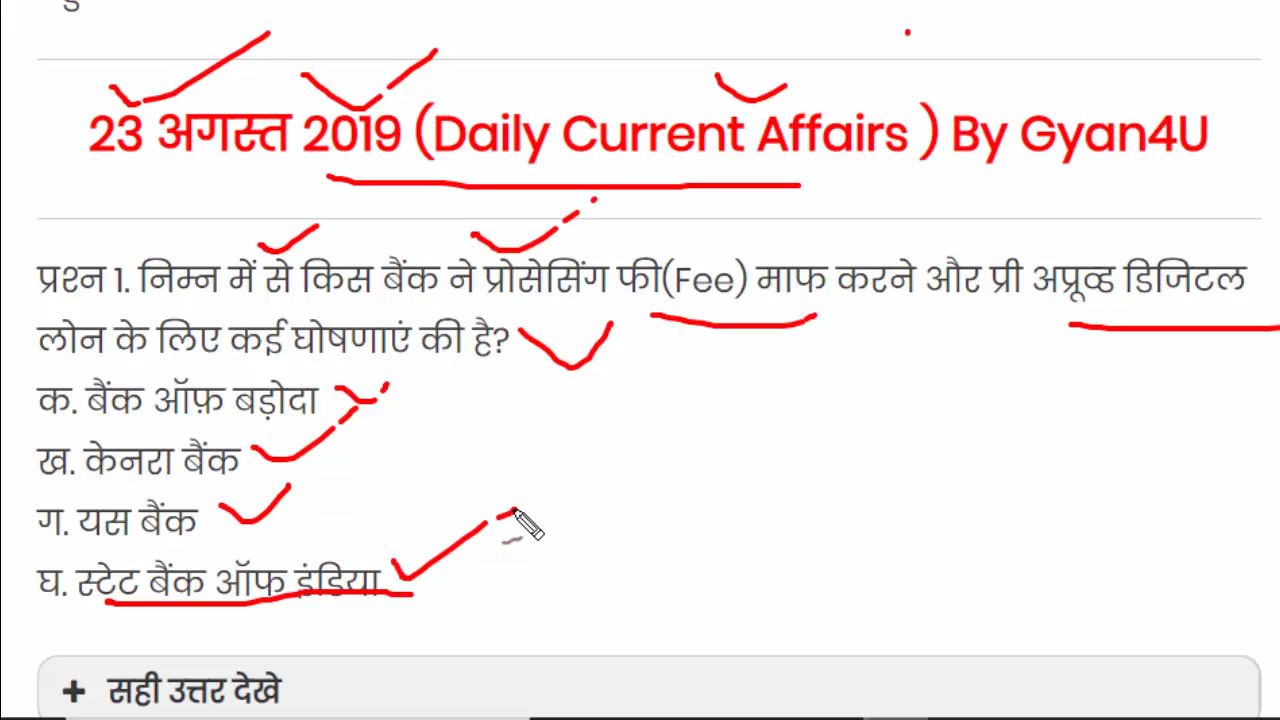 23 अगस्त 2019 (Daily Current Affairs ) By Gyan4U
प्रश्न 1. निम्न में से किस बैंक ने प्रोसेसिंग फी(Fee) माफ करने और प्री अप्रूव्ड डिजिटल
लोन के लिए कई घोषणाएं की है?
क. बैंक ऑफ़ बड़ोदा
ख. केनरा बैंक
ग. यस बैंक
घ. स्टेट बैंक ऑफ इंडिया
+ सही उत्तर देखे